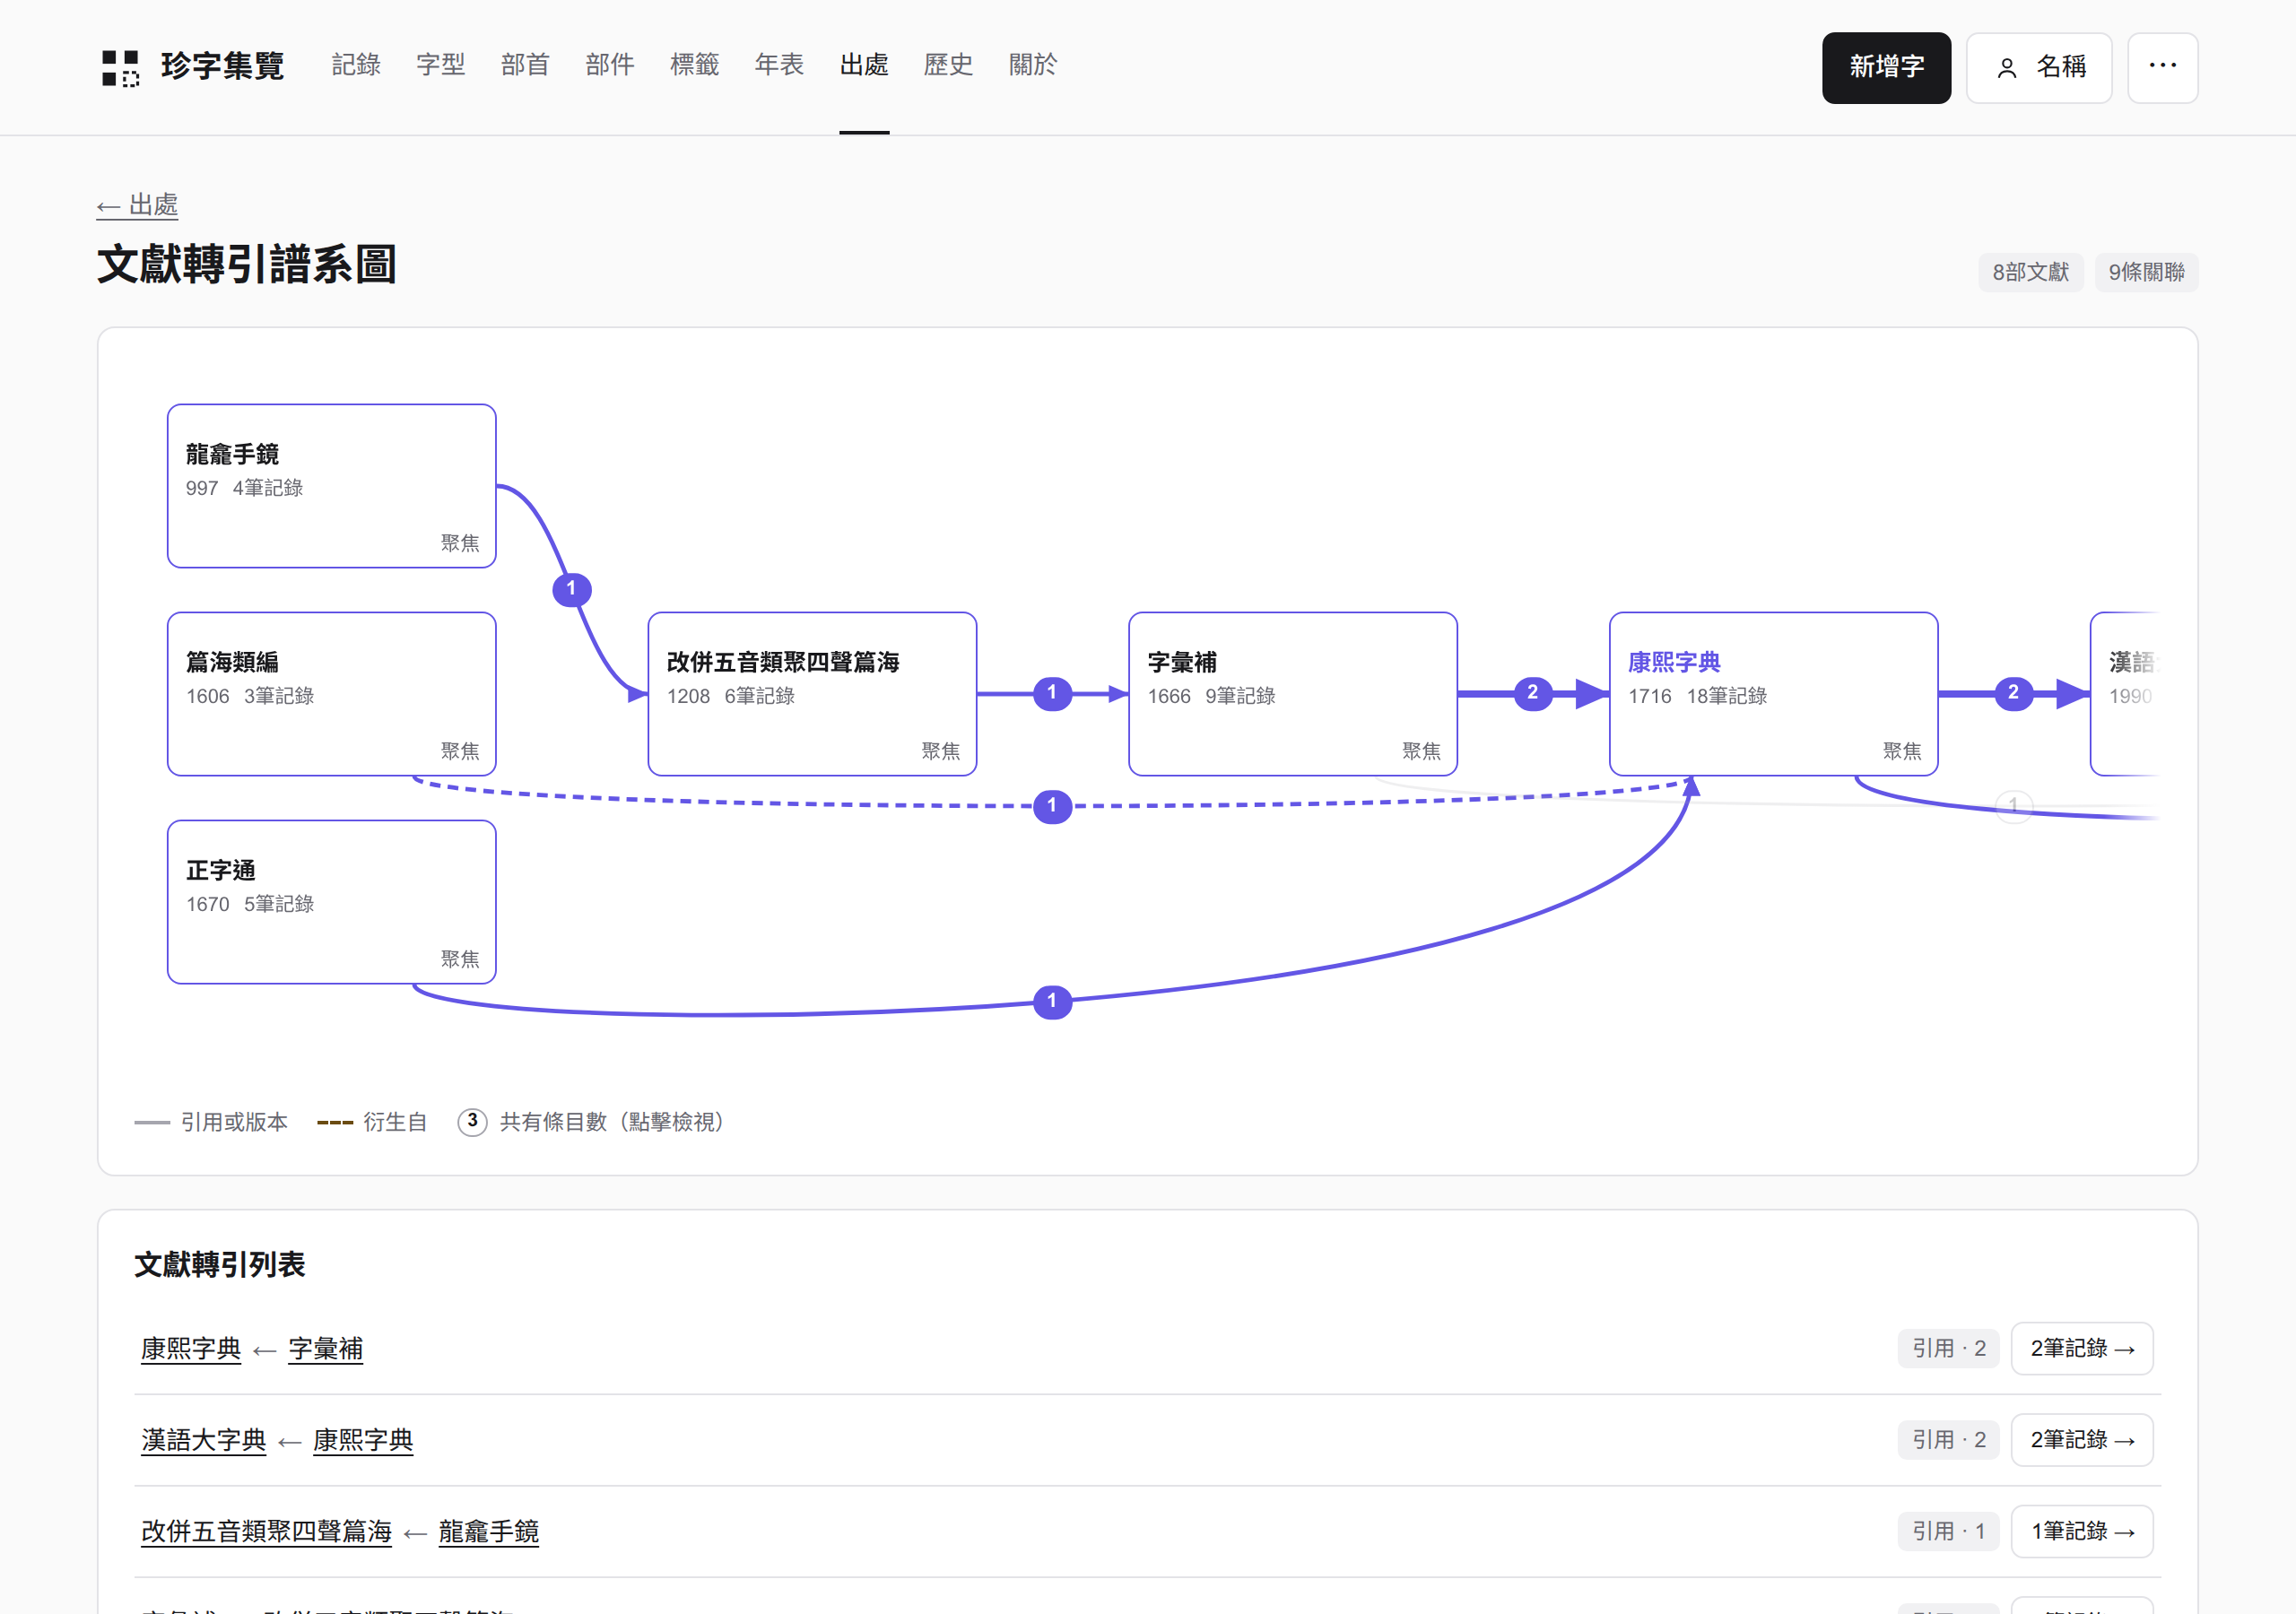 珍字集覽 記錄 字型 部首 部件 標籤 年表 出處 歷史 關於 新增字 名稱 ···
← 出處
文獻轉引譜系圖
8部文獻 9條關聯
龍龕手鏡
997 4筆記錄
聚焦
1
篇海類編
1606 3筆記錄
聚焦
改併五音類聚四聲篇海
1208 6筆記錄
聚焦
1
字彙補
1666 9筆記錄
聚焦
2
康熙字典
1716 18筆記錄
聚焦
2
漢語
1990
1
1
正字通
1670 5筆記錄
聚焦
1
引用或版本 衍生自 3 共有條目數（點擊檢視）
文獻轉引列表
康熙字典 ← 字彙補 引用 · 2 2筆記錄 →
漢語大字典 ← 康熙字典 引用 · 2 2筆記錄 →
改併五音類聚四聲篇海 ← 龍龕手鏡 引用 · 1 1筆記錄 →